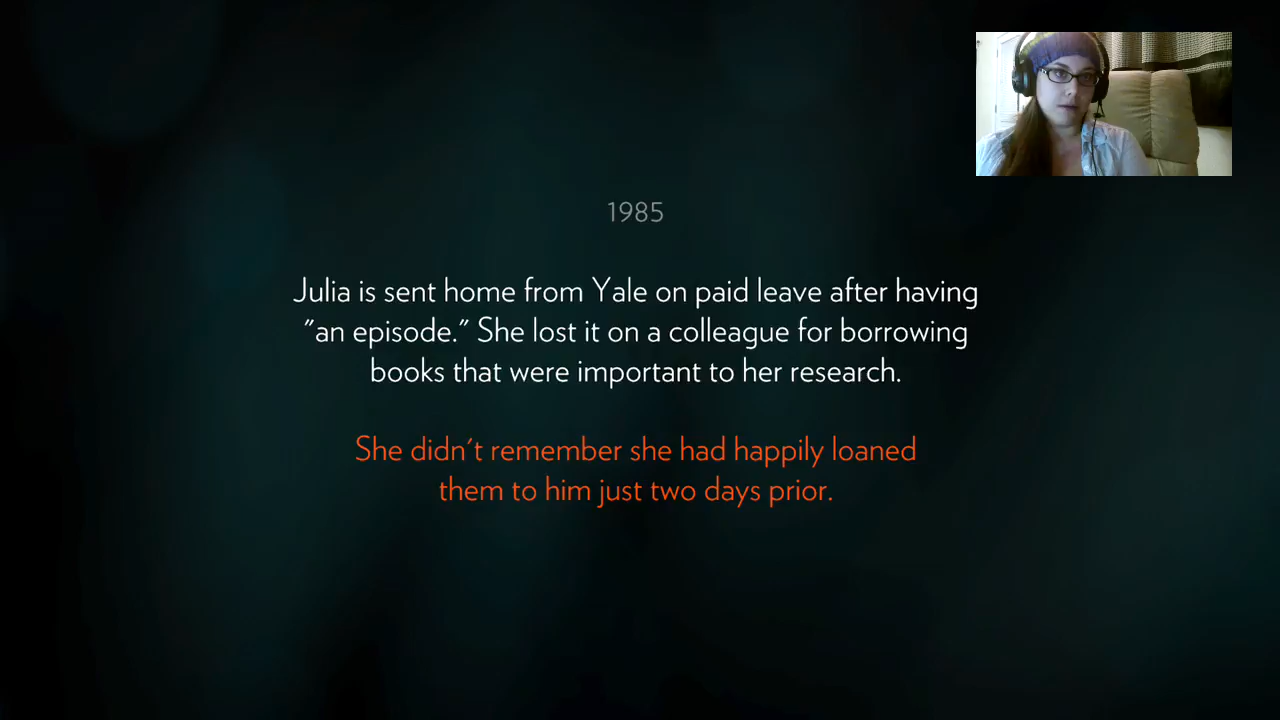 1985
Julia is sent home from Yale on paid leave after having
"an episode." She lost it on a colleague for borrowing
books that were important to her research.
She didn't remember she had happily loaned
them to him just two days prior.